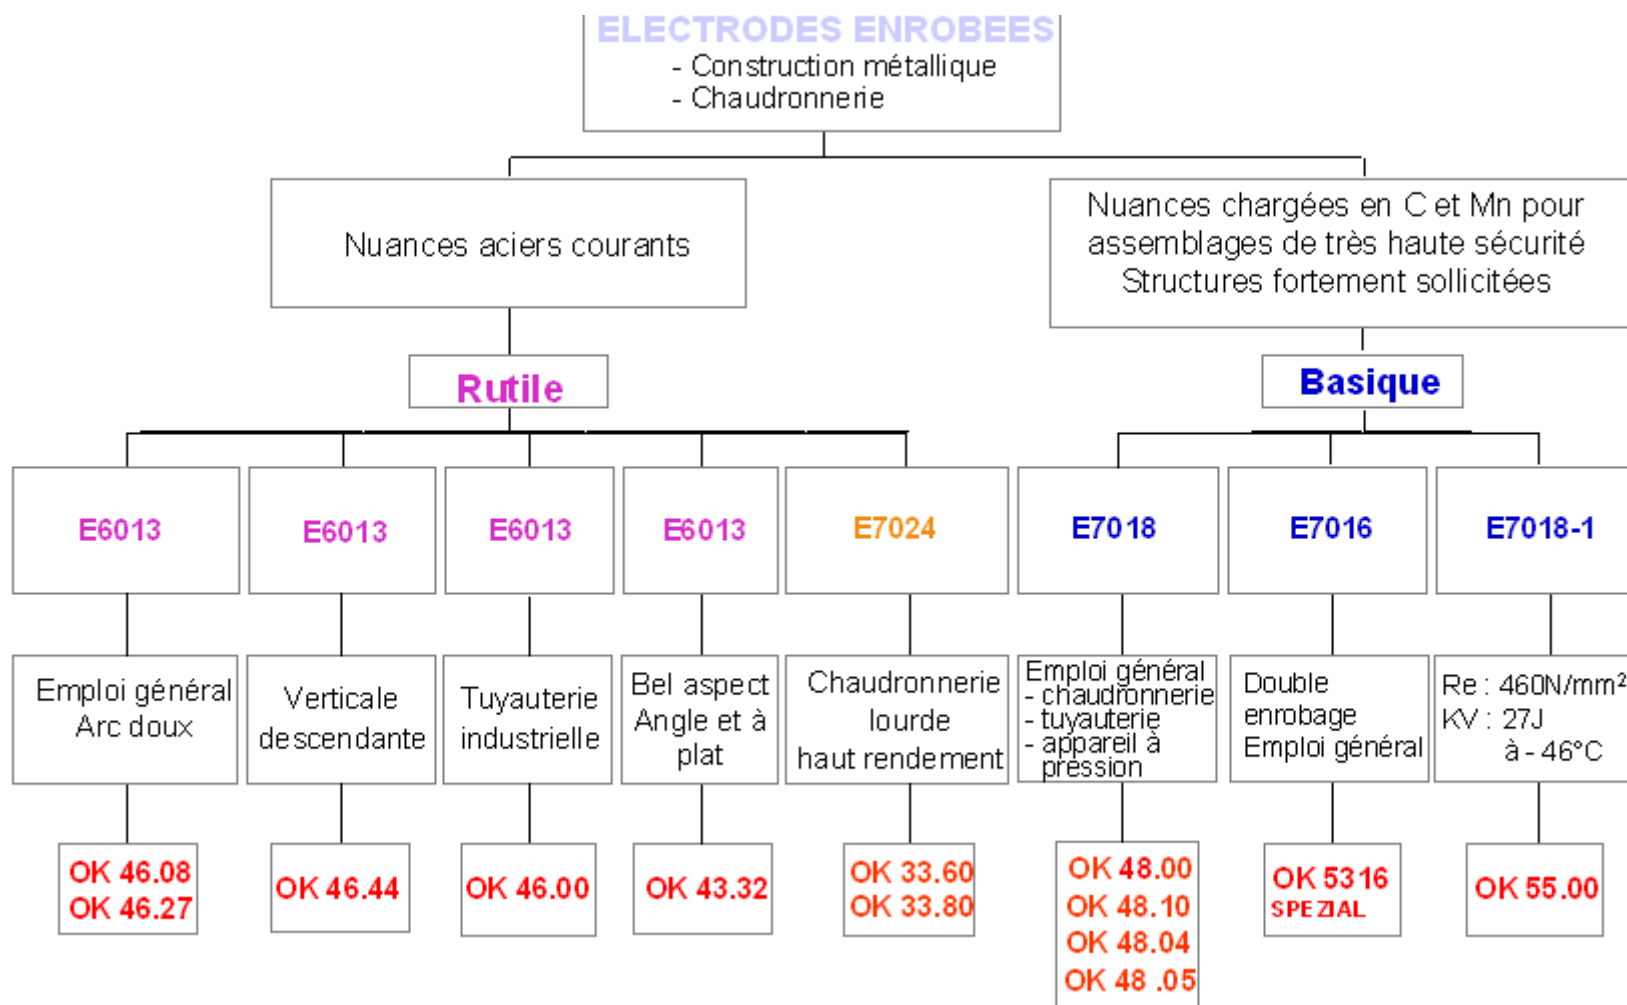 ELECTRODES ENROBEES
- Construction métallique
- Chaudronnerie
Nuances aciers courants
Nuances chargées en C et Mn pour
assemblages de très haute sécurité
Structures fortement sollicitées
Rutile
Basique
E6013
E6013
E6013
E6013
E7024
E7018
E7016
E7018-1
Emploi général
Arc doux
Verticale
descendante
Tuyauterie
industrielle
Bel aspect
Angle et à
plat
Chaudronnerie
lourde
haut rendement
Emploi général
- chaudronnerie
- tuyauterie
- appareil à
pression
Double
enrobage
Emploi général
Re : 460N/mm²
KV : 27J
à - 46°C
OK 46.08
OK 46.27
OK 46.44
OK 46.00
OK 43.32
OK 33.60
OK 33.80
OK 48.00
OK 48.10
OK 48.04
OK 48 .05
OK 5316
SPEZIAL
OK 55.00